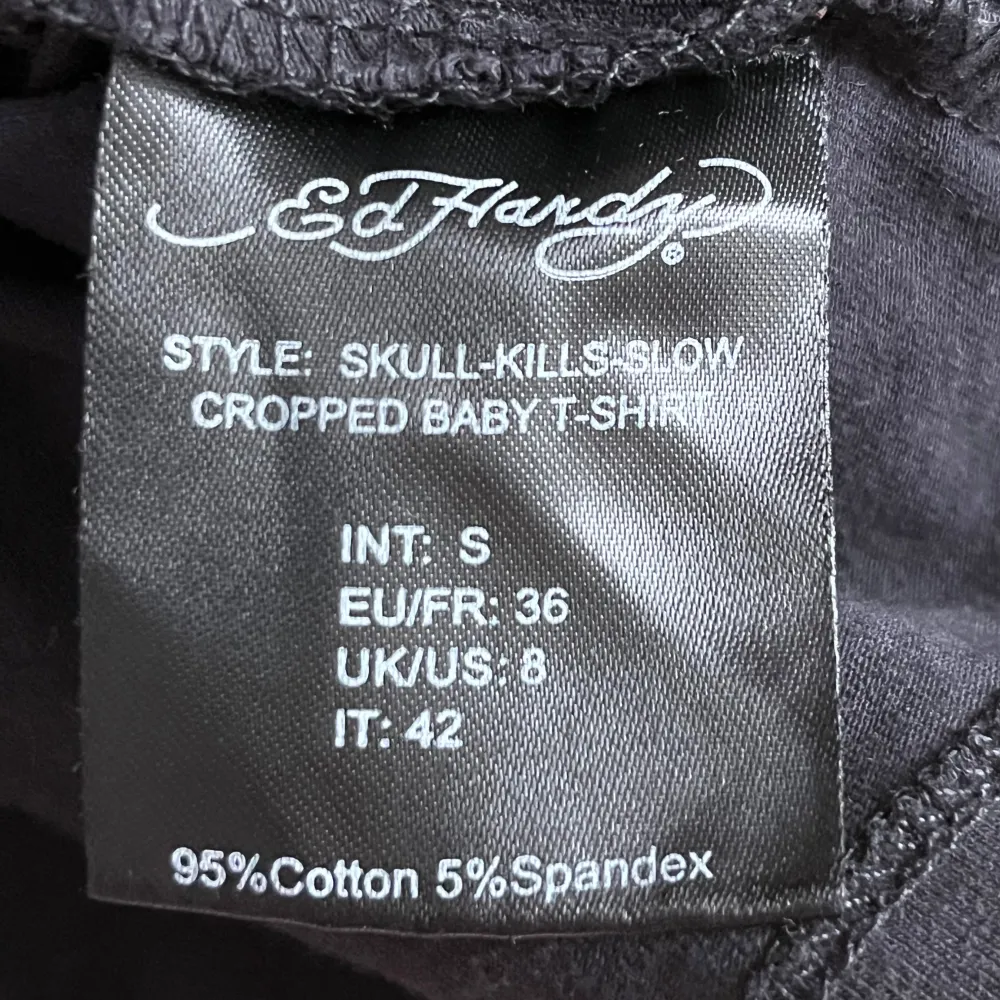 Ed Hardy®
STYLE: SKULL-KILLS-SLOW
CROPPED BABY T-SHIRT
INT: S
EU/FR: 36
UK/US: 8
IT: 42
95%Cotton 5%Spandex